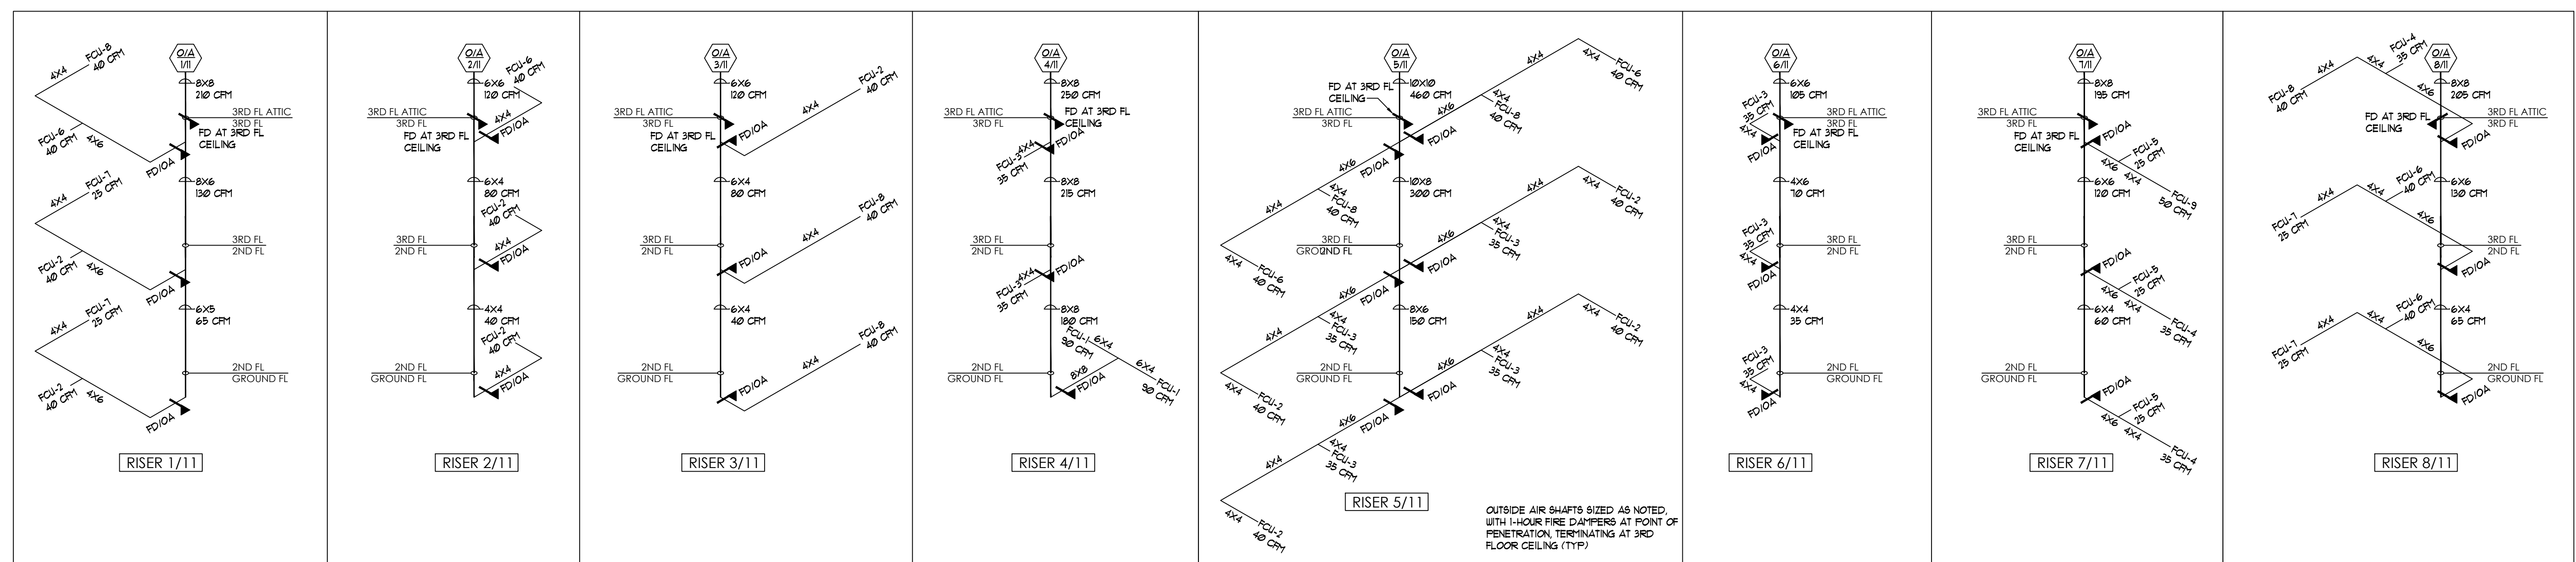 O/A
1/11
8X8
210 CFM
FCU-8
40 CFM
4X4
3RD FL ATTIC
3RD FL
FD AT 3RD FL
CEILING
FCU-6
40 CFM
4X6
FD/OA
8X6
130 CFM
FCU-7
25 CFM
4X4
3RD FL
2ND FL
FCU-2
40 CFM
4X6
FD/OA
6X5
65 CFM
FCU-7
25 CFM
4X4
2ND FL
GROUND FL
FCU-2
40 CFM
4X6
FD/OA
RISER 1/11
O/A
2/11
6X6
120 CFM
FCU-6
40 CFM
4X4
3RD FL ATTIC
3RD FL
FD AT 3RD FL
CEILING
FD/OA
6X4
80 CFM
FCU-2
40 CFM
4X4
3RD FL
2ND FL
FD/OA
4X4
40 CFM
FCU-2
40 CFM
4X4
2ND FL
GROUND FL
FD/OA
RISER 2/11
O/A
3/11
6X6
120 CFM
FCU-2
40 CFM
4X4
3RD FL ATTIC
3RD FL
FD AT 3RD FL
CEILING
FD/OA
6X4
80 CFM
FCU-8
40 CFM
4X4
3RD FL
2ND FL
FD/OA
6X4
40 CFM
FCU-8
40 CFM
4X4
2ND FL
GROUND FL
FD/OA
RISER 3/11
O/A
4/11
8X8
250 CFM
3RD FL ATTIC
3RD FL
FD AT 3RD FL
CEILING
FD/OA
4X4
FCU-3
35 CFM
8X8
215 CFM
3RD FL
2ND FL
FD/OA
4X4
FCU-3
35 CFM
8X8
180 CFM
FCU-1
90 CFM
6X4
6X4
FCU-1
90 CFM
2ND FL
GROUND FL
8X8
FD/OA
RISER 4/11
O/A
5/11
10X10
460 CFM
FD AT 3RD FL
CEILING
3RD FL ATTIC
3RD FL
4X4
4X4
FCU-6
40 CFM
4X6
4X4
FCU-8
40 CFM
FD/OA
FD/OA
4X6
4X4
FCU-8
40 CFM
4X4
4X4
FCU-6
40 CFM
10X8
300 CFM
3RD FL
GROUND FL
2ND FL
4X4
4X4
FCU-2
40 CFM
4X6
4X4
FCU-3
35 CFM
FD/OA
FD/OA
4X6
4X4
FCU-3
35 CFM
4X4
4X4
FCU-2
40 CFM
8X6
150 CFM
2ND FL
GROUND FL
4X4
4X4
FCU-2
40 CFM
4X6
4X4
FCU-3
35 CFM
FD/OA
FD/OA
4X6
4X4
FCU-3
35 CFM
4X4
4X4
FCU-2
40 CFM
RISER 5/11
OUTSIDE AIR SHAFTS SIZED AS NOTED,
WITH 1-HOUR FIRE DAMPERS AT POINT OF
PENETRATION, TERMINATING AT 3RD
FLOOR CEILING (TYP)
O/A
6/11
6X6
105 CFM
FCU-3
35 CFM
4X4
3RD FL ATTIC
3RD FL
FD AT 3RD FL
CEILING
FD/OA
4X6
70 CFM
FCU-3
35 CFM
4X4
3RD FL
2ND FL
FD/OA
4X4
35 CFM
FCU-3
35 CFM
4X4
2ND FL
GROUND FL
FD/OA
RISER 6/11
O/A
7/11
8X8
195 CFM
3RD FL ATTIC
3RD FL
FD AT 3RD FL
CEILING
FD/OA
FCU-5
25 CFM
4X6
4X4
FCU-9
50 CFM
6X6
120 CFM
3RD FL
2ND FL
FD/OA
FCU-5
25 CFM
4X6
4X4
FCU-4
35 CFM
6X4
60 CFM
2ND FL
GROUND FL
FD/OA
FCU-5
25 CFM
4X6
4X4
FCU-4
35 CFM
RISER 7/11
O/A
8/11
8X8
205 CFM
FCU-4
35 CFM
4X4
4X4
FCU-8
40 CFM
4X6
3RD FL ATTIC
3RD FL
FD AT 3RD FL
CEILING
FD/OA
6X6
130 CFM
FCU-6
40 CFM
4X4
4X4
FCU-7
25 CFM
4X6
3RD FL
2ND FL
FD/OA
6X4
65 CFM
FCU-6
40 CFM
4X4
4X4
FCU-7
25 CFM
4X6
2ND FL
GROUND FL
FD/OA
RISER 8/11